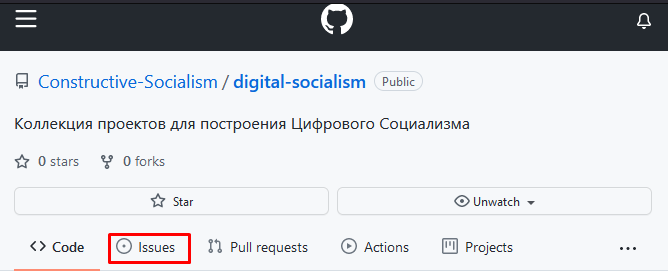 Constructive-Socialism / digital-socialism Public
Коллекция проектов для построения Цифрового Социализма
0 stars 0 forks
Star Unwatch
Code Issues Pull requests Actions Projects ...